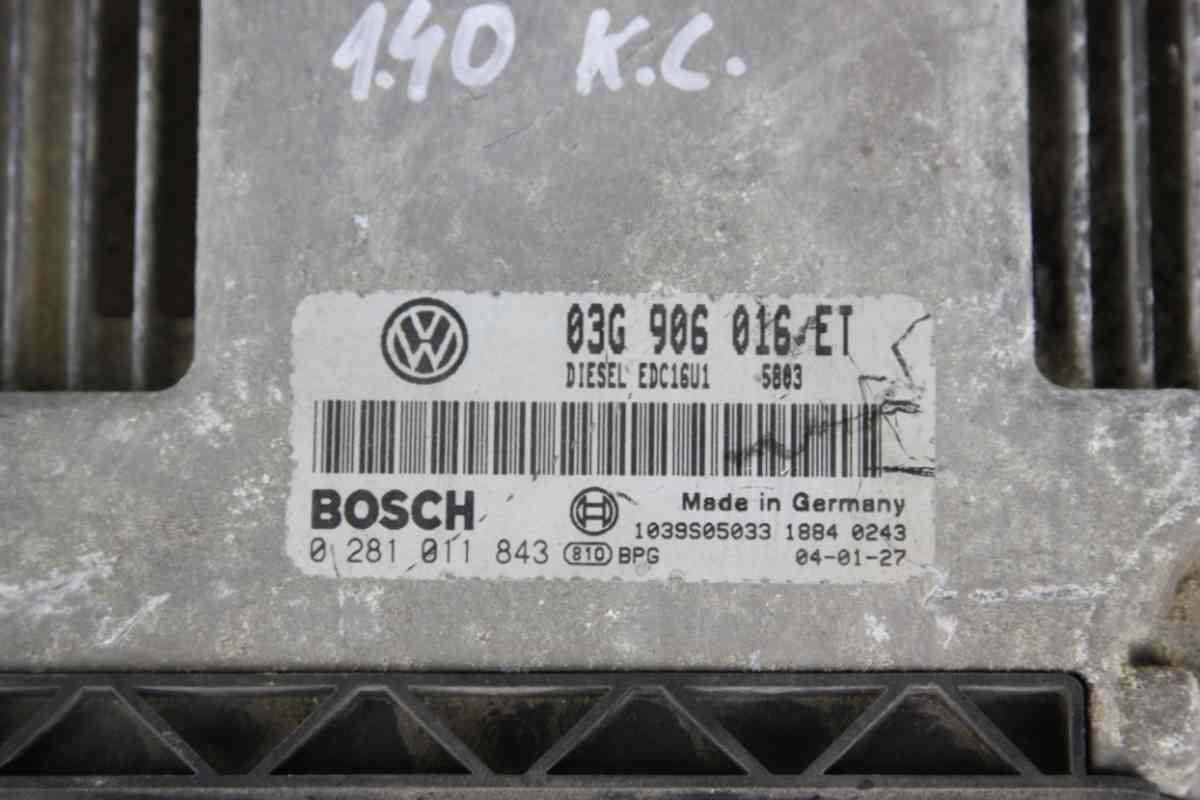 1.40 K.C.
03G 906 016 ET
DIESEL EDC16U1 5803
BOSCH
Made in Germany
1039S05033 1884 0243
0 281 011 843 810 BPG 04-01-27